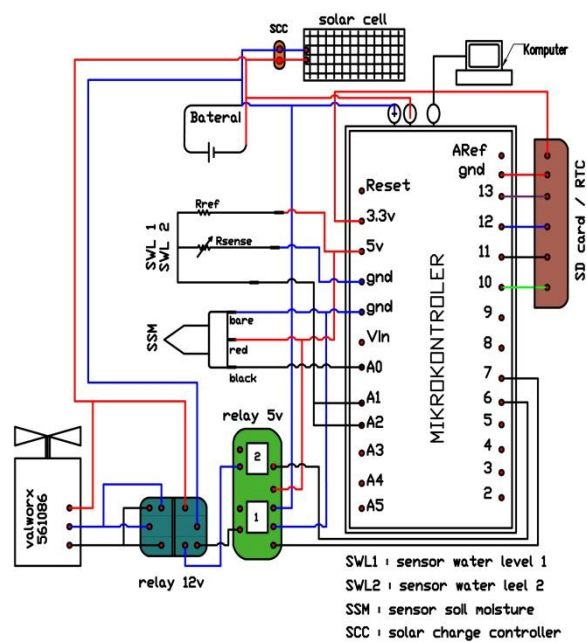 solar cell
SCC
Komputer
Baterai
ARef
gnd
13
12
11
10
9
8
7
6
5
4
3
2
SD card / RTC
Reset
3.3v
5v
gnd
gnd
Vin
A0
A1
A2
A3
A4
A5
MIKROKONTROLER
Rref
Rsense
SWL 1
SWL 2
bare
red
black
SSM
relay 5v
2
1
valworx
561086
relay 12v
SWL1 : sensor water level 1
SWL2 : sensor water leel 2
SSM : sensor soil moisture
SCC : solar charge controller